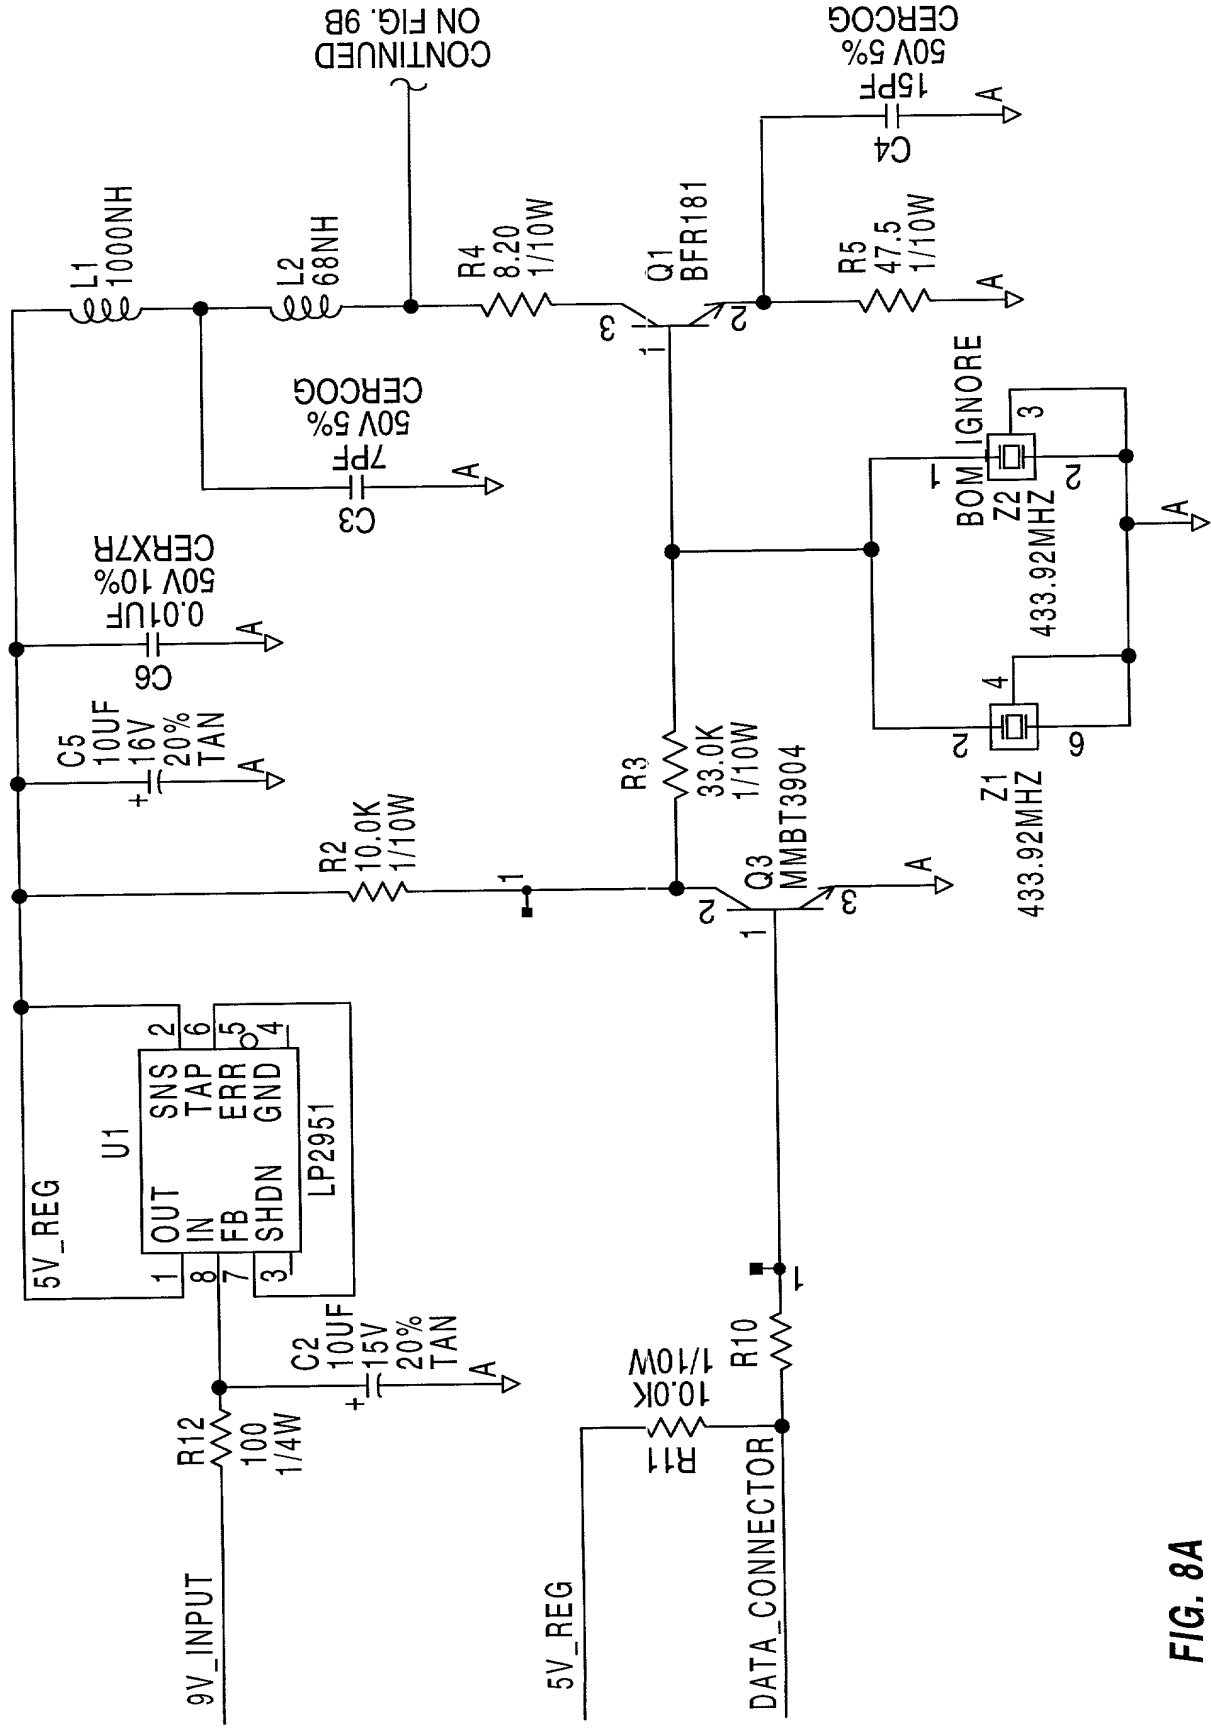 9V_INPUT
R12
100
1/4W
C2
10UF
15V
20%
TAN
+
A
5V_REG
U1
OUT
IN
FB
SHDN
SNS
TAP
ERR
GND
1
8
7
3
2
6
5
4
LP2951
R2
10.0K
1/10W
1
C5
10UF
16V
20%
TAN
+
A
C6
0.01UF
50V 10%
CERX7R
A
L1
1000NH
L2
68NH
C3
7PF
50V 5%
CERCOG
A
CONTINUED
ON FIG. 9B
R4
8.20
1/10W
3
1
2
Q1
BFR181
C4
15PF
50V 5%
CERCOG
A
R5
47.5
1/10W
A
R3
33.0K
1/10W
2
1
3
Q3
MMBT3904
A
Z1
433.92MHZ
2
4
6
BOM IGNORE
Z2
433.92MHZ
1
3
2
A
5V_REG
R11
10.0K
1/10W
DATA_CONNECTOR
R10
1
FIG. 8A